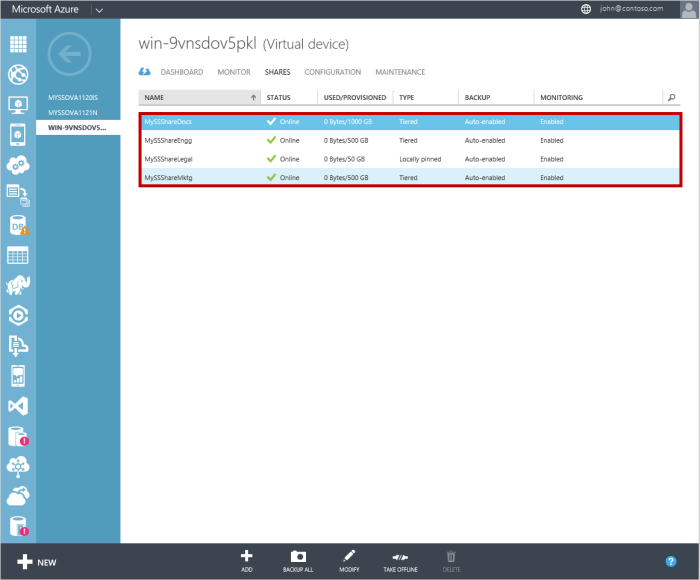 Microsoft Azure
john@contoso.com
win-9vnsdov5pkl (Virtual device)
DASHBOARD MONITOR SHARES CONFIGURATION MAINTENANCE
MYSSOVA1120IS
MYSSOVA1121N
WIN-9VNSDOV5...
NAME STATUS USED/PROVISIONED TYPE BACKUP MONITORING
MySSShareDocs Online 0 Bytes/1000 GB Tiered Auto-enabled Enabled
MySSShareEngg Online 0 Bytes/500 GB Tiered Auto-enabled Enabled
MySSShareLegal Online 0 Bytes/50 GB Locally pinned Auto-enabled Enabled
MySSShareMktg Online 0 Bytes/500 GB Tiered Auto-enabled Enabled
DB
NEW
ADD BACKUP ALL MODIFY TAKE OFFLINE DELETE
?